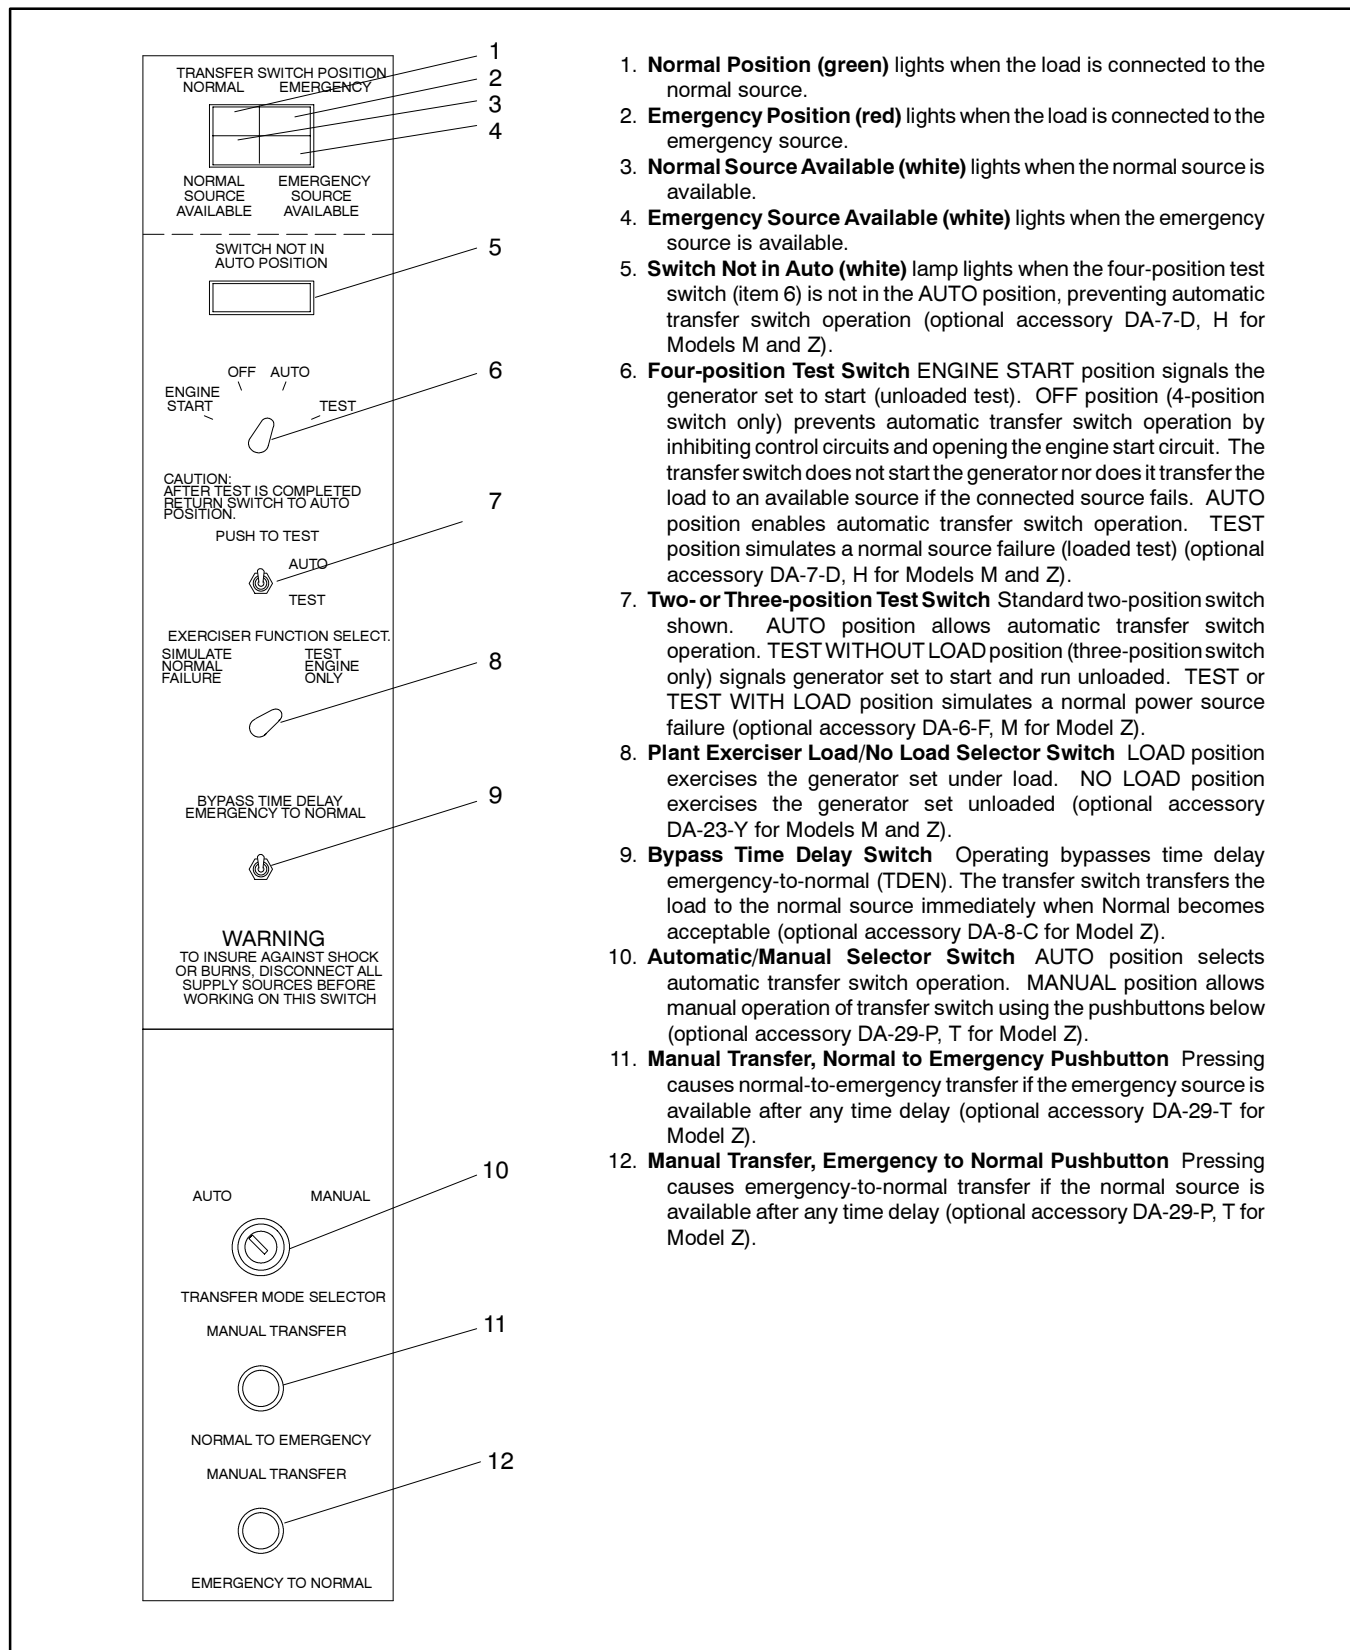 TRANSFER SWITCH POSITION
NORMAL EMERGENCY
NORMAL SOURCE AVAILABLE
EMERGENCY SOURCE AVAILABLE
SWITCH NOT IN
AUTO POSITION
OFF AUTO
ENGINE
START
TEST
CAUTION:
AFTER TEST IS COMPLETED
RETURN SWITCH TO AUTO
POSITION.
PUSH TO TEST
AUTO
TEST
EXERCISER FUNCTION SELECT.
SIMULATE
NORMAL
FAILURE
TEST
ENGINE
ONLY
BYPASS TIME DELAY
EMERGENCY TO NORMAL
WARNING
TO INSURE AGAINST SHOCK
OR BURNS, DISCONNECT ALL
SUPPLY SOURCES BEFORE
WORKING ON THIS SWITCH
AUTO MANUAL
TRANSFER MODE SELECTOR
MANUAL TRANSFER
NORMAL TO EMERGENCY
MANUAL TRANSFER
EMERGENCY TO NORMAL
1
2
3
4
5
6
7
8
9
10
11
12
1. Normal Position (green) lights when the load is connected to the
normal source.
2. Emergency Position (red) lights when the load is connected to the
emergency source.
3. Normal Source Available (white) lights when the normal source is
available.
4. Emergency Source Available (white) lights when the emergency
source is available.
5. Switch Not in Auto (white) lamp lights when the four-position test
switch (item 6) is not in the AUTO position, preventing automatic
transfer switch operation (optional accessory DA-7-D, H for
Models M and Z).
6. Four-position Test Switch ENGINE START position signals the
generator set to start (unloaded test). OFF position (4-position
switch only) prevents automatic transfer switch operation by
inhibiting control circuits and opening the engine start circuit. The
transfer switch does not start the generator nor does it transfer the
load to an available source if the connected source fails. AUTO
position enables automatic transfer switch operation. TEST
position simulates a normal source failure (loaded test) (optional
accessory DA-7-D, H for Models M and Z).
7. Two- or Three-position Test Switch Standard two-position switch
shown. AUTO position allows automatic transfer switch
operation. TEST WITHOUT LOAD position (three-position switch
only) signals generator set to start and run unloaded. TEST or
TEST WITH LOAD position simulates a normal power source
failure (optional accessory DA-6-F, M for Model Z).
8. Plant Exerciser Load/No Load Selector Switch LOAD position
exercises the generator set under load. NO LOAD position
exercises the generator set unloaded (optional accessory
DA-23-Y for Models M and Z).
9. Bypass Time Delay Switch Operating bypasses time delay
emergency-to-normal (TDEN). The transfer switch transfers the
load to the normal source immediately when Normal becomes
acceptable (optional accessory DA-8-C for Model Z).
10. Automatic/Manual Selector Switch AUTO position selects
automatic transfer switch operation. MANUAL position allows
manual operation of transfer switch using the pushbuttons below
(optional accessory DA-29-P, T for Model Z).
11. Manual Transfer, Normal to Emergency Pushbutton Pressing
causes normal-to-emergency transfer if the emergency source is
available after any time delay (optional accessory DA-29-T for
Model Z).
12. Manual Transfer, Emergency to Normal Pushbutton Pressing
causes emergency-to-normal transfer if the normal source is
available after any time delay (optional accessory DA-29-P, T for
Model Z).